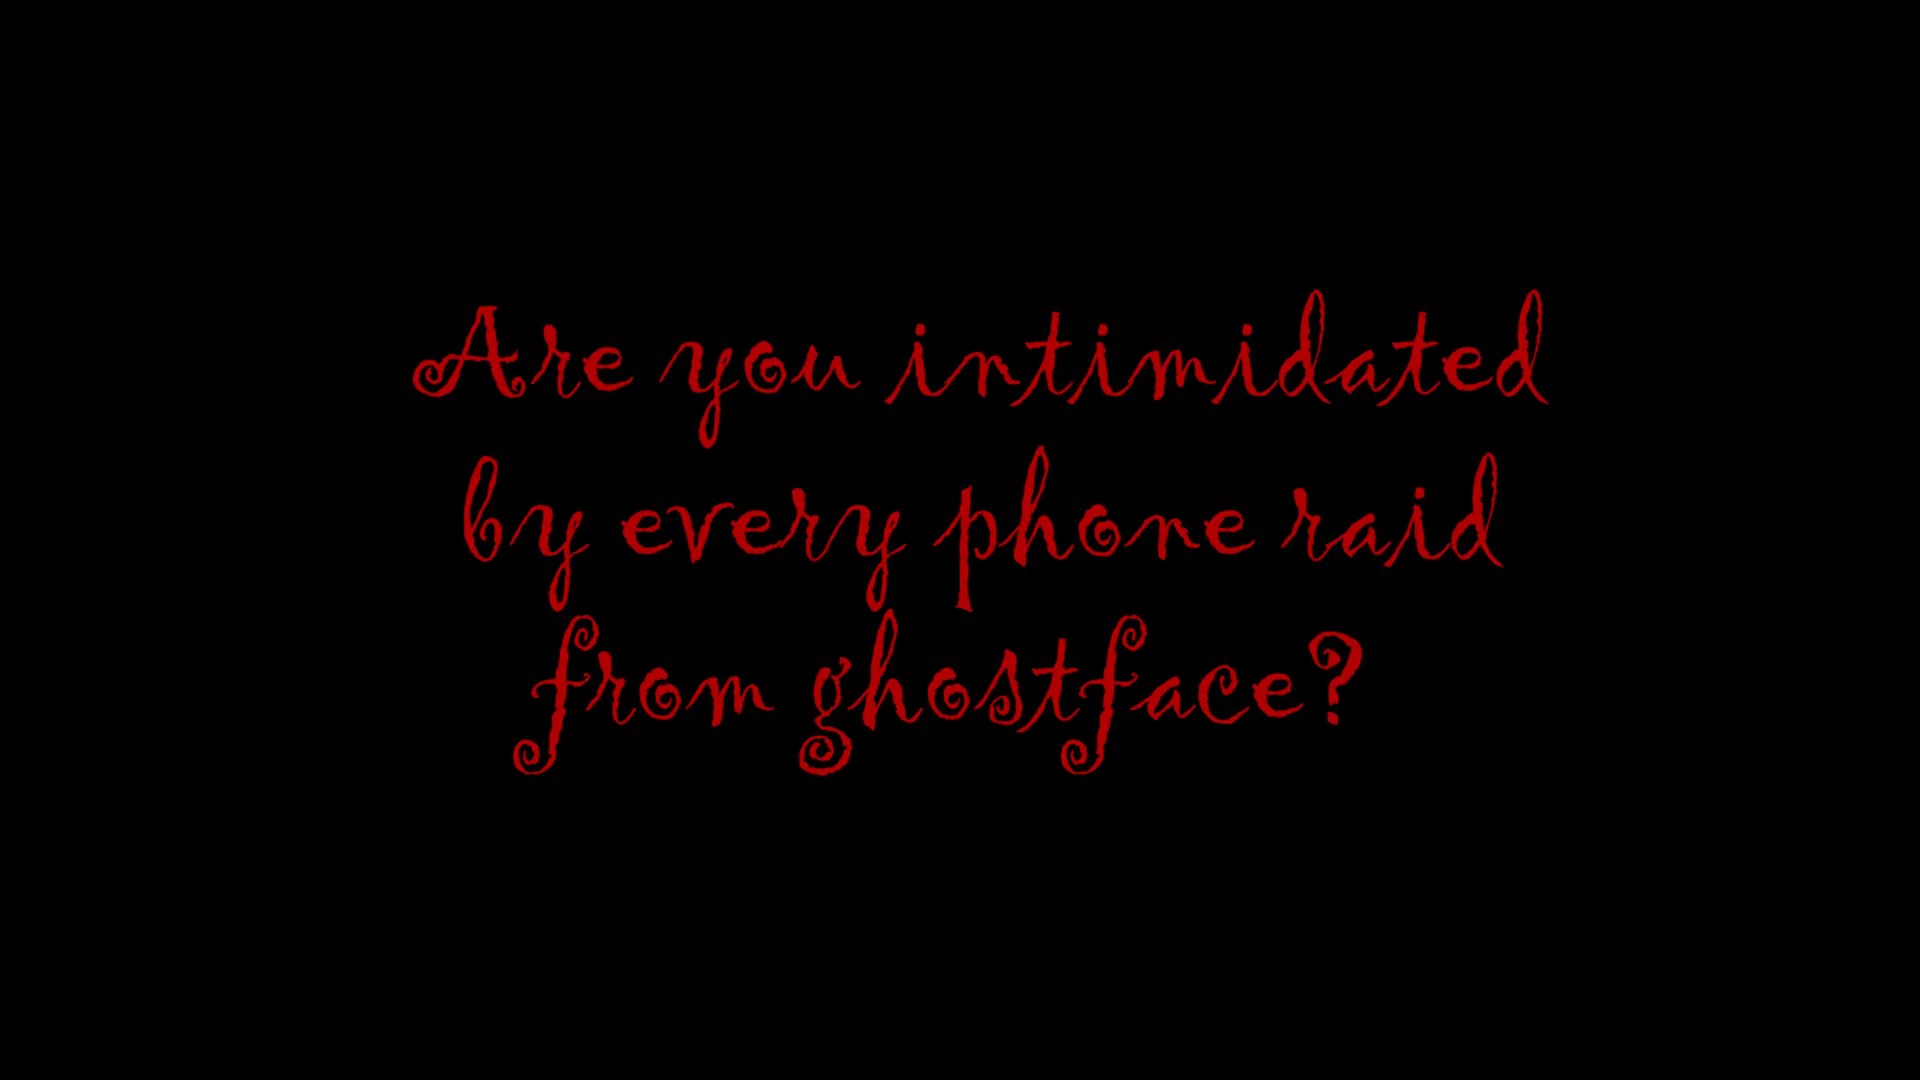 Are you intimidated
by every phone raid
from ghostface?